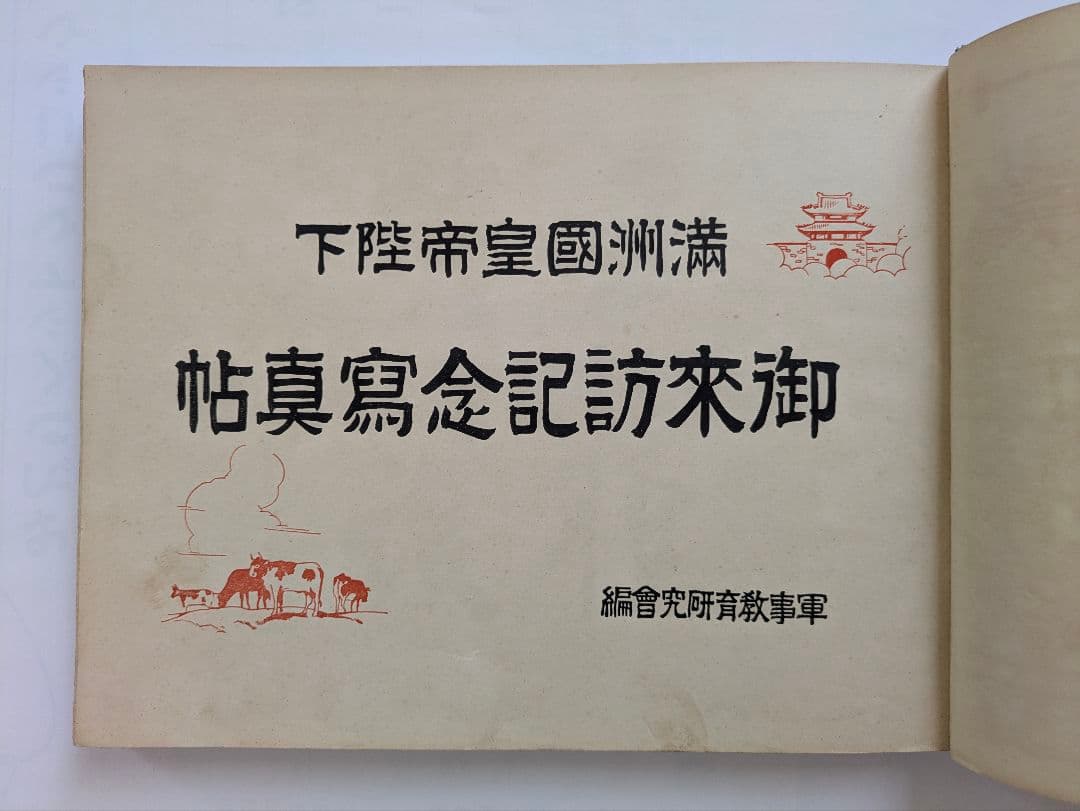 満洲國皇帝陛下
御來訪記念寫真帖
軍事教育研究會編